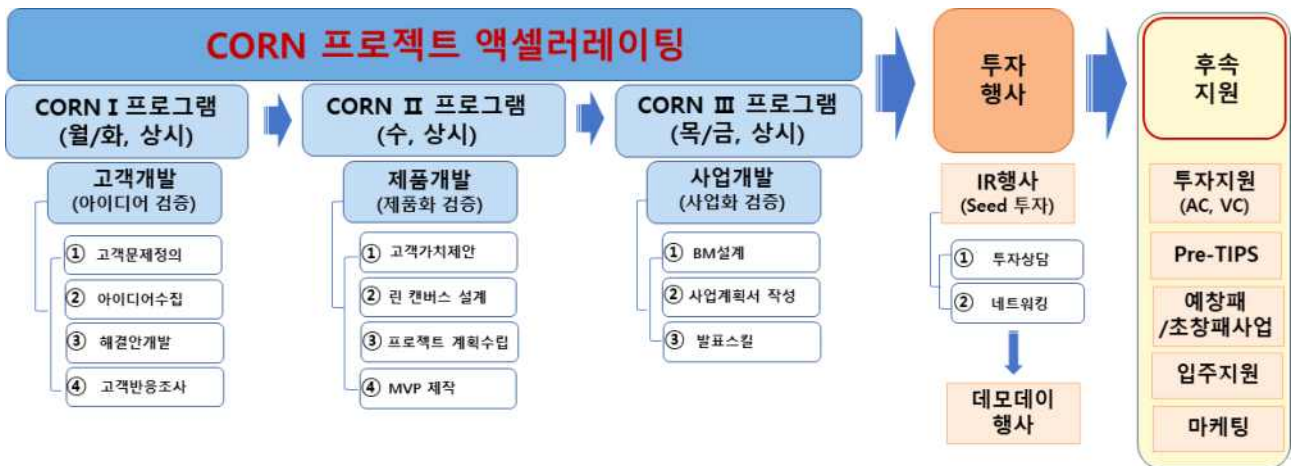 CORN 프로젝트 액셀러레이팅
CORN Ⅰ 프로그램
(월/화, 상시)
고객개발
(아이디어 검증)
① 고객문제정의
② 아이디어수집
③ 해결안개발
④ 고객반응조사
CORN Ⅱ 프로그램
(수, 상시)
제품개발
(제품화 검증)
① 고객가치제안
② 린 캔버스 설계
③ 프로젝트 계획수립
④ MVP 제작
CORN Ⅲ 프로그램
(목/금, 상시)
사업개발
(사업화 검증)
① BM설계
② 사업계획서 작성
③ 발표스킬
투자
행사
IR행사
(Seed 투자)
① 투자상담
② 네트워킹
데모데이
행사
후속
지원
투자지원
(AC, VC)
Pre-TIPS
예창패
/초창패사업
입주지원
마케팅